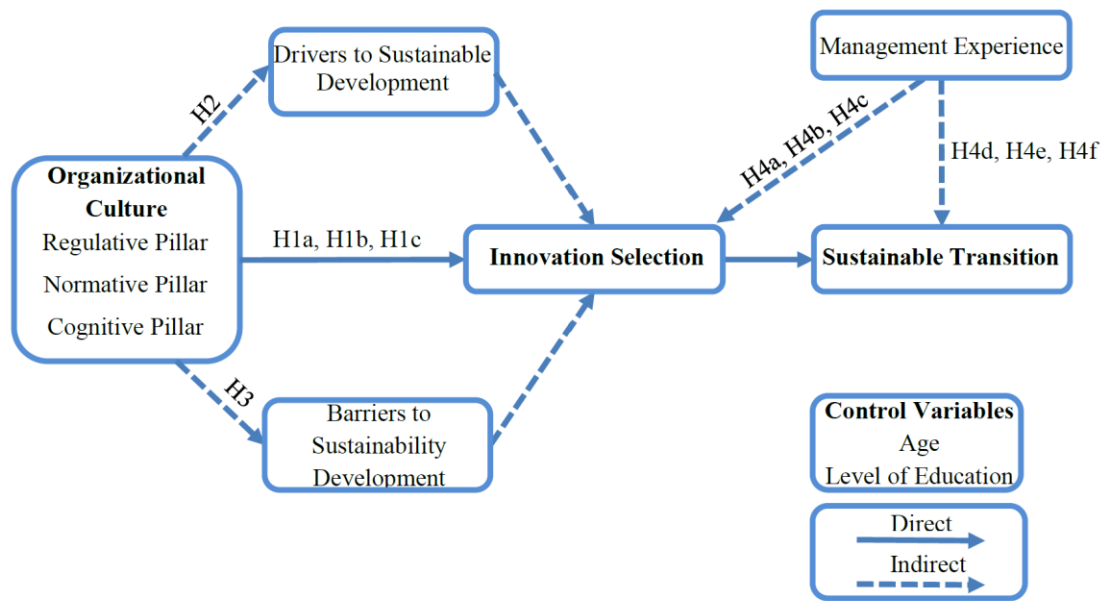 Drivers to Sustainable
Development
Management Experience
H2
H4a, H4b, H4c
H4d, H4e, H4f
Organizational
Culture
Regulative Pillar
Normative Pillar
Cognitive Pillar
H1a, H1b, H1c
Innovation Selection
Sustainable Transition
H3
Barriers to
Sustainability
Development
Control Variables
Age
Level of Education
Direct
Indirect